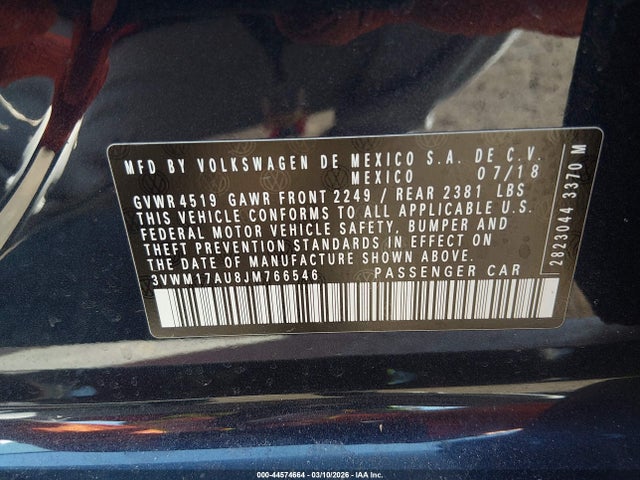 MFD BY VOLKSWAGEN DE MEXICO S.A. DE C.V.
MEXICO 07/18
GVWR 4519 GAWR FRONT 2249 / REAR 2381 LBS
THIS VEHICLE CONFORMS TO ALL APPLICABLE U.S.
FEDERAL MOTOR VEHICLE SAFETY, BUMPER AND
THEFT PREVENTION STANDARDS IN EFFECT ON
THE DATE OF MANUFACTURE SHOWN ABOVE.
3VWM17AU8JM766546 PASSENGER CAR
2823044 3370 M
000-44574664 - 03/10/2026 - IAA Inc.